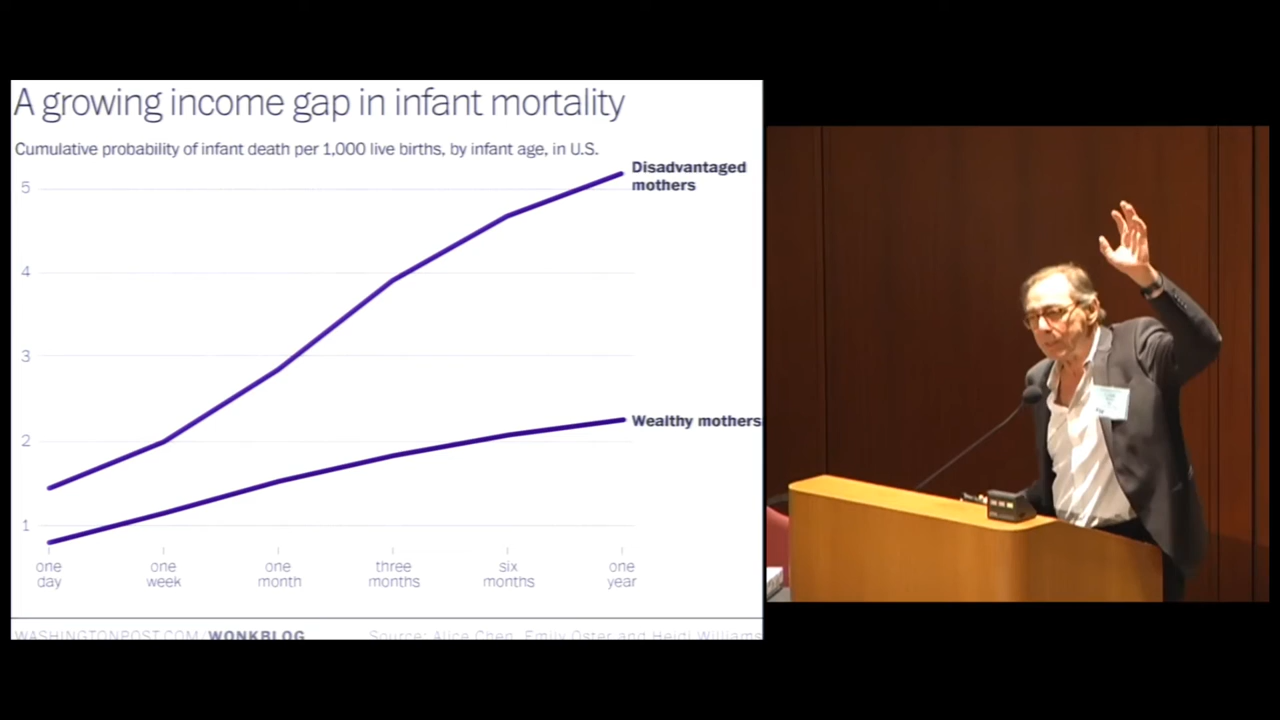 A growing income gap in infant mortality
Cumulative probability of infant death per 1,000 live births, by infant age, in U.S.
Disadvantaged
mothers
5
4
3
2
1
Wealthy mothers
one
day
one
week
one
month
three
months
six
months
one
year
WASHINGTONPOST.COM/WONKBLOG
Source: Alice Chen, Emily Oster and Heidi Williams